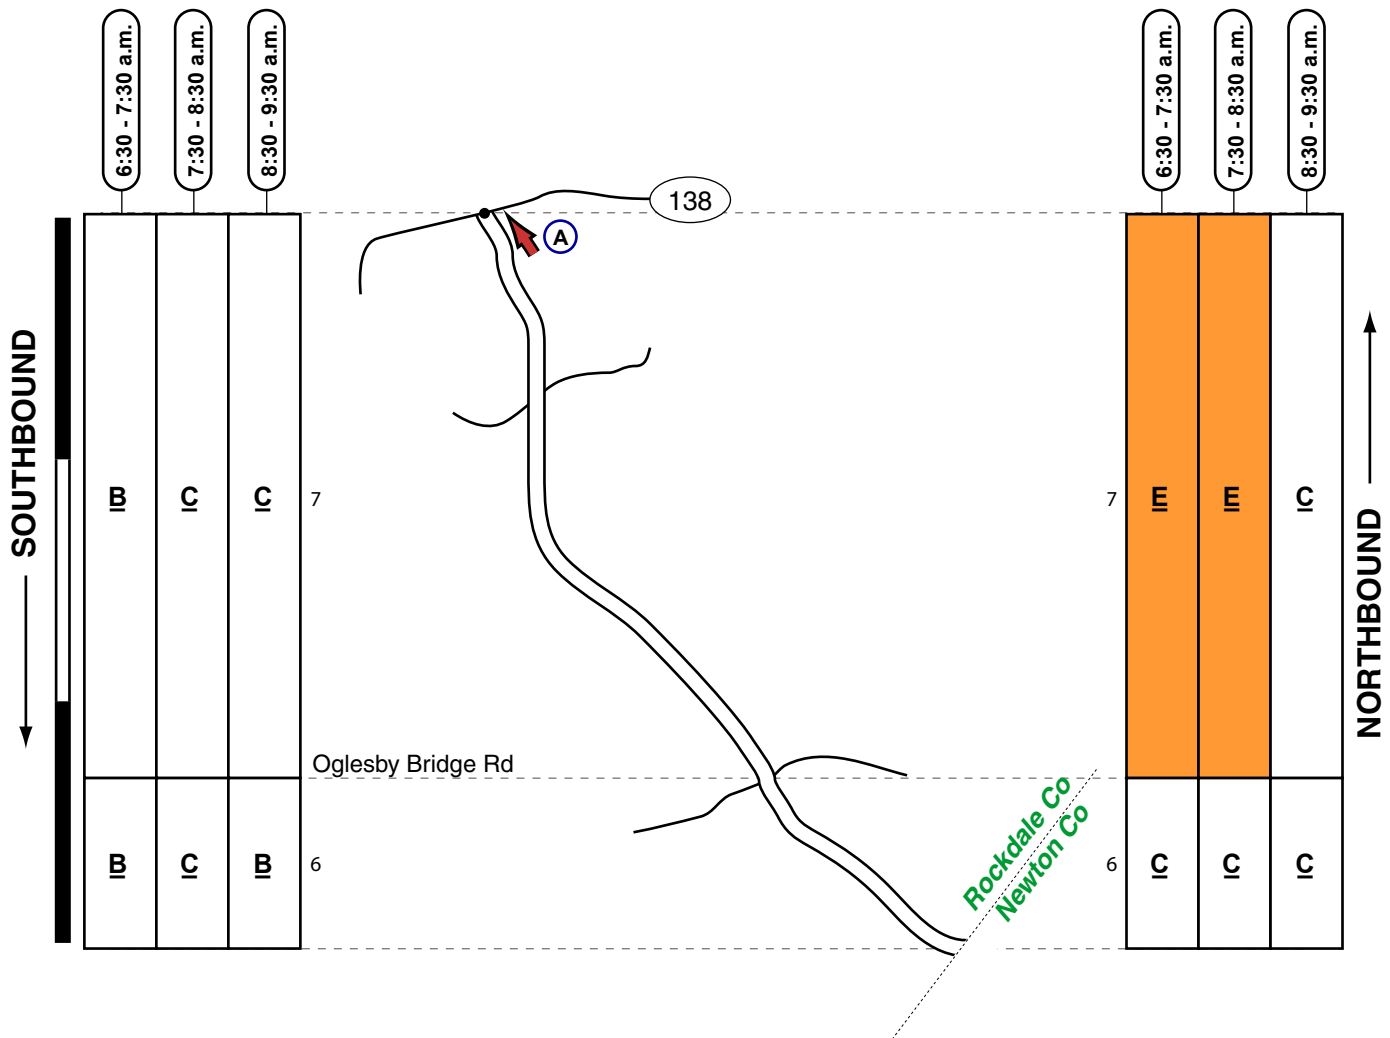 6:30 - 7:30 a.m.
7:30 - 8:30 a.m.
8:30 - 9:30 a.m.
6:30 - 7:30 a.m.
7:30 - 8:30 a.m.
8:30 - 9:30 a.m.
138
A
SOUTHBOUND
B C C 7
7 E E C
NORTHBOUND
Oglesby Bridge Rd
Rockdale Co
Newton Co
B C B 6
6 C C C